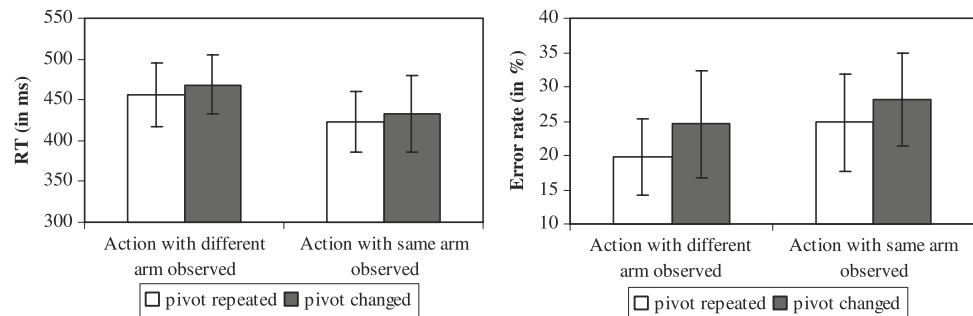 550
500
450
400
350
300
RT (in ms)
Action with different
arm observed
Action with same arm
observed
pivot repeated pivot changed
40
35
30
25
20
15
10
Error rate (in %)
Action with different
arm observed
Action with same arm
observed
pivot repeated pivot changed